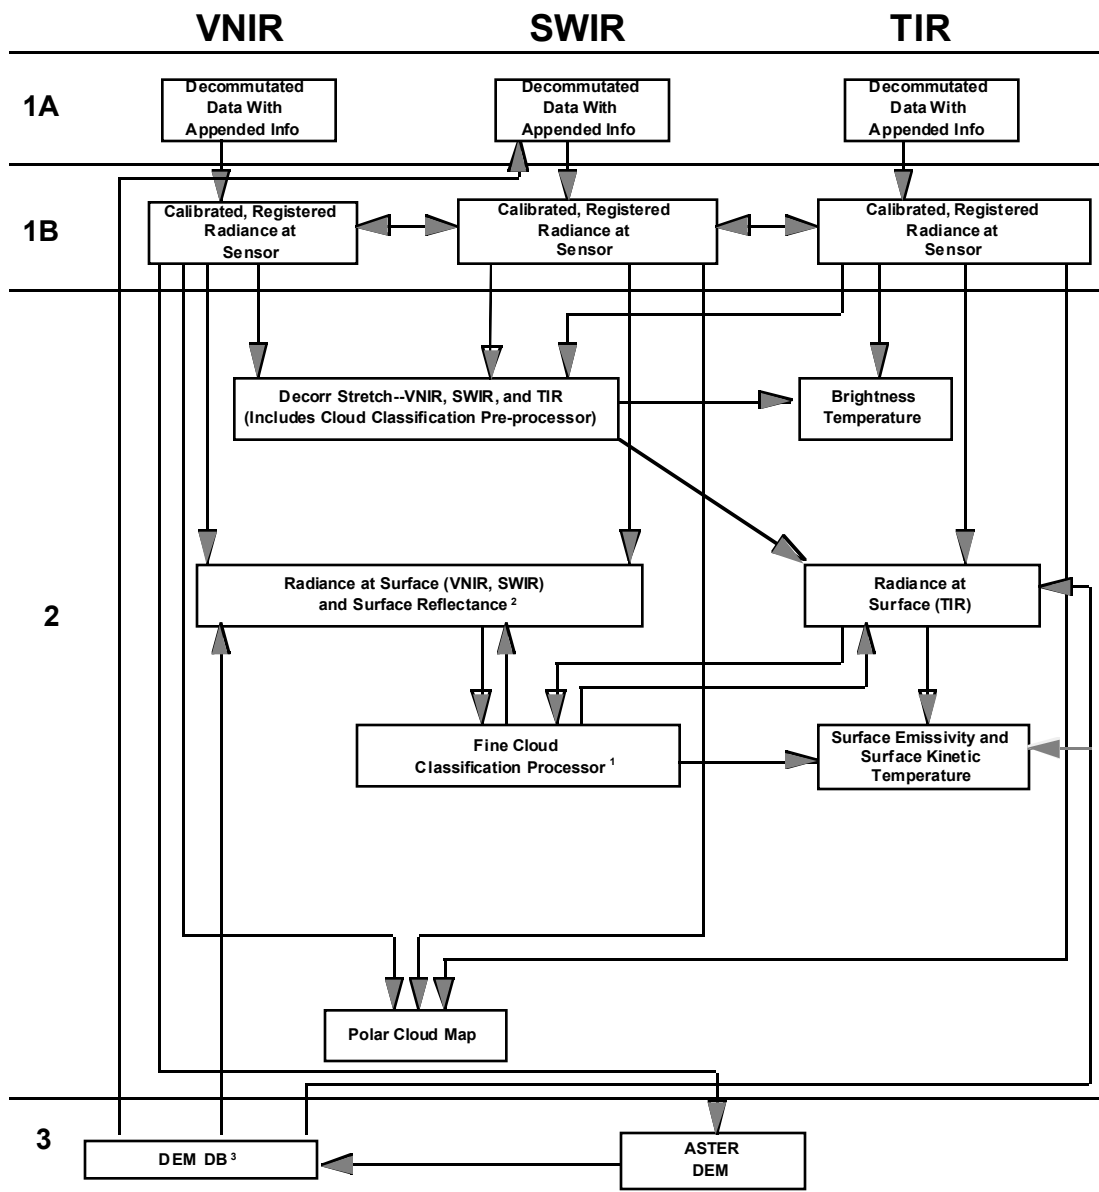 VNIR SWIR TIR
1A
Decommutated
Data With
Appended Info
Decommutated
Data With
Appended Info
Decommutated
Data With
Appended Info
1B
Calibrated, Registered
Radiance at
Sensor
Calibrated, Registered
Radiance at
Sensor
Calibrated, Registered
Radiance at
Sensor
2
Decorr Stretch--VNIR, SWIR, and TIR
(Includes Cloud Classification Pre-processor)
Brightness
Temperature
Radiance at Surface (VNIR, SWIR)
and Surface Reflectance 2
Radiance at
Surface (TIR)
Fine Cloud
Classification Processor 1
Surface Emissivity and
Surface Kinetic
Temperature
Polar Cloud Map
3
DEM DB 3
ASTER
DEM